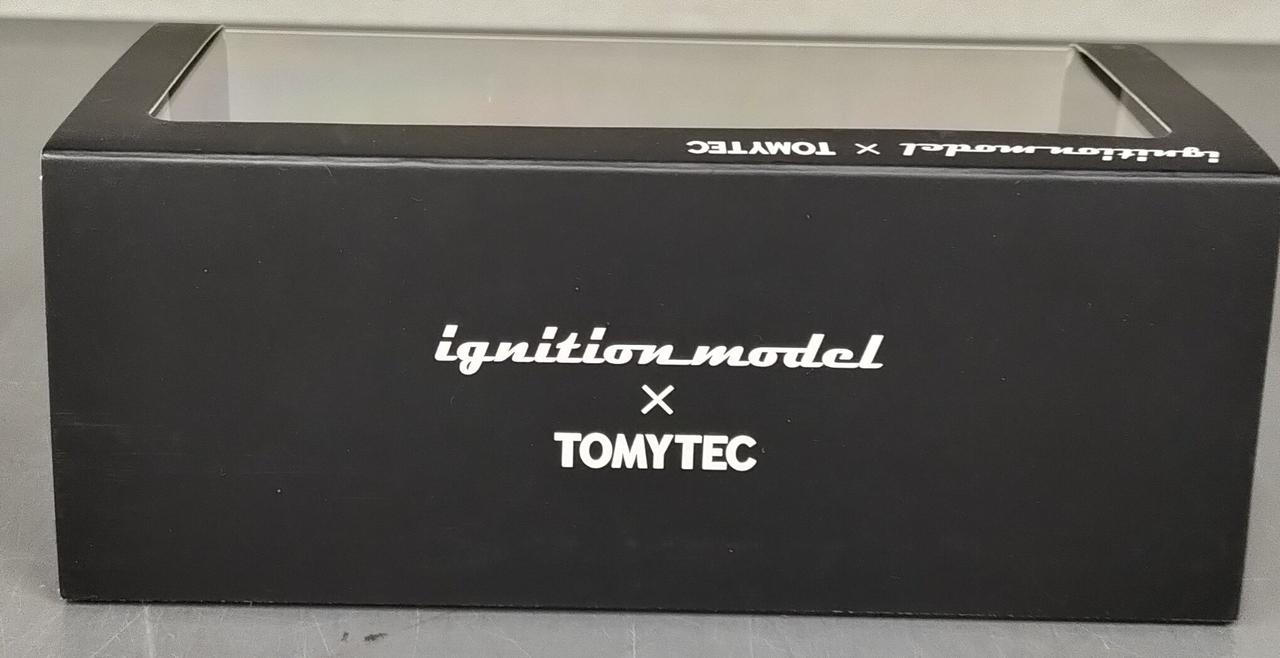 ignition model × TOMYTEC
ignition model
×
TOMYTEC